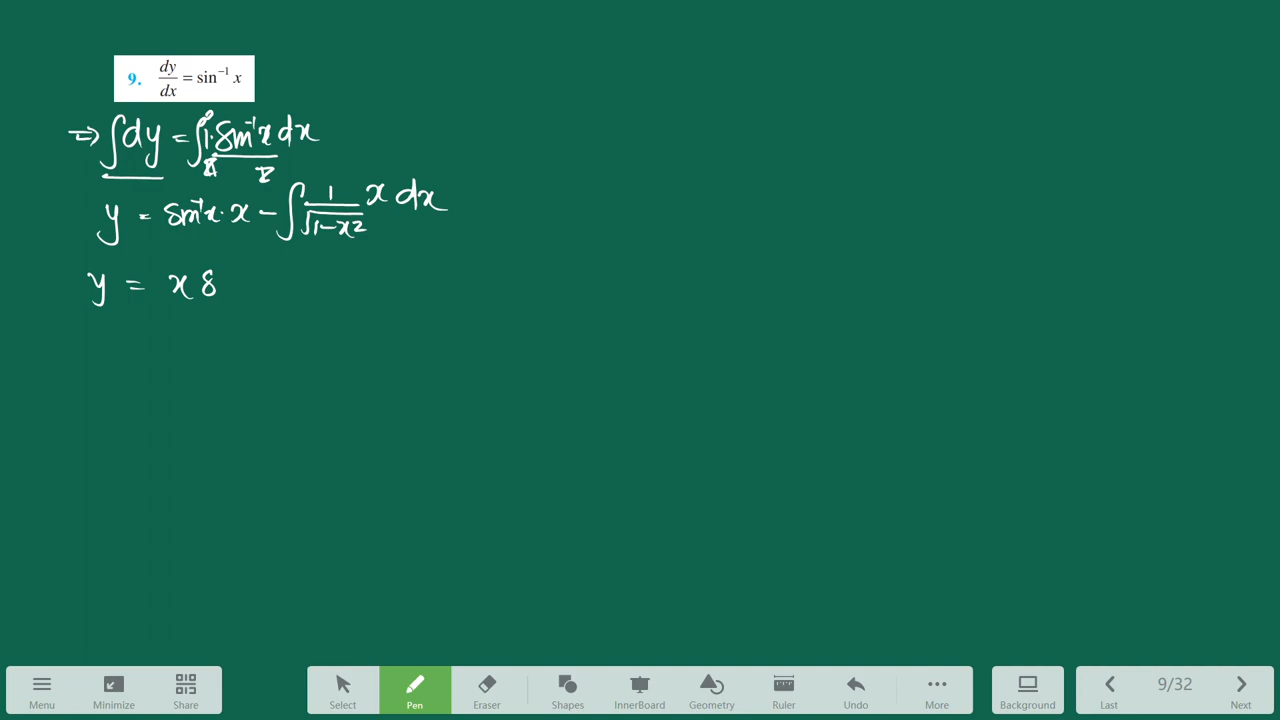 9. dy/dx = sin⁻¹ x
⇒ ∫dy = ∫1·sin⁻¹x dx
II I
y = sin⁻¹x·x − ∫ 1/√(1−x²) x dx
y = x s
Menu Minimize Share Select Pen Eraser Shapes InnerBoard Geometry Ruler Undo More Background Last 9/32 Next